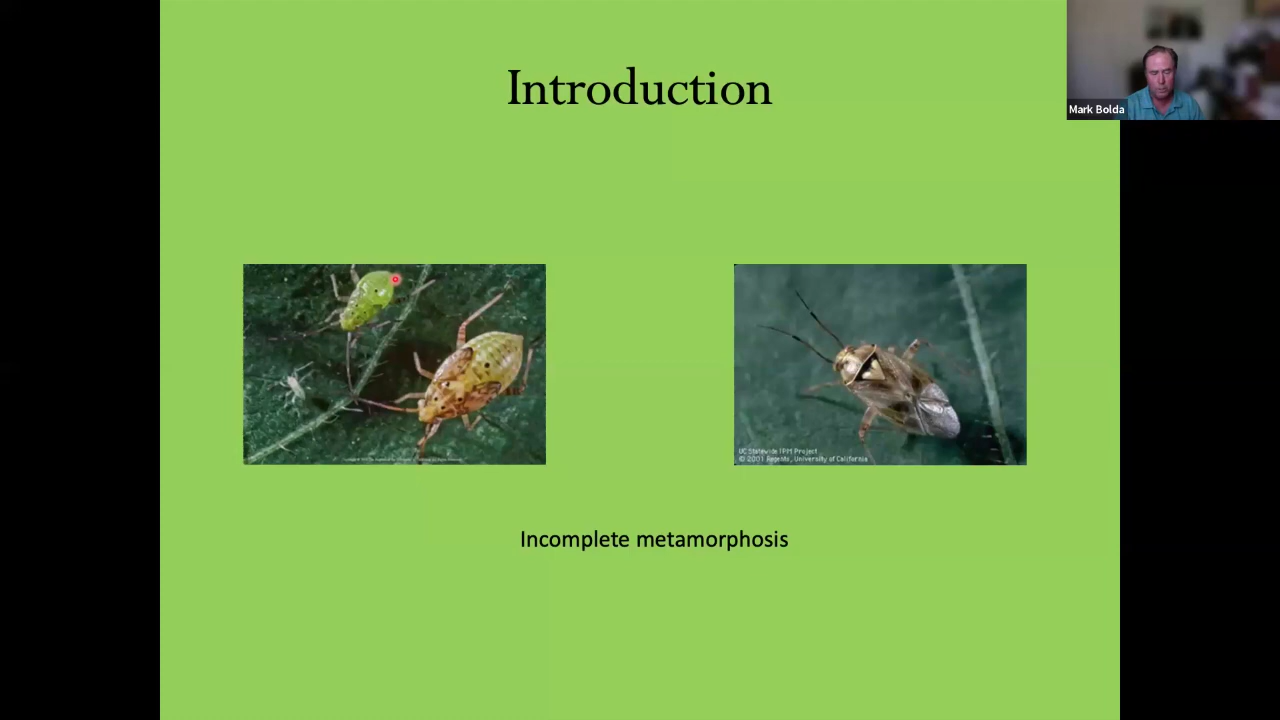 Introduction
Mark Bolda
UC Statewide IPM Project
© 2001 Regents, University of California
Incomplete metamorphosis